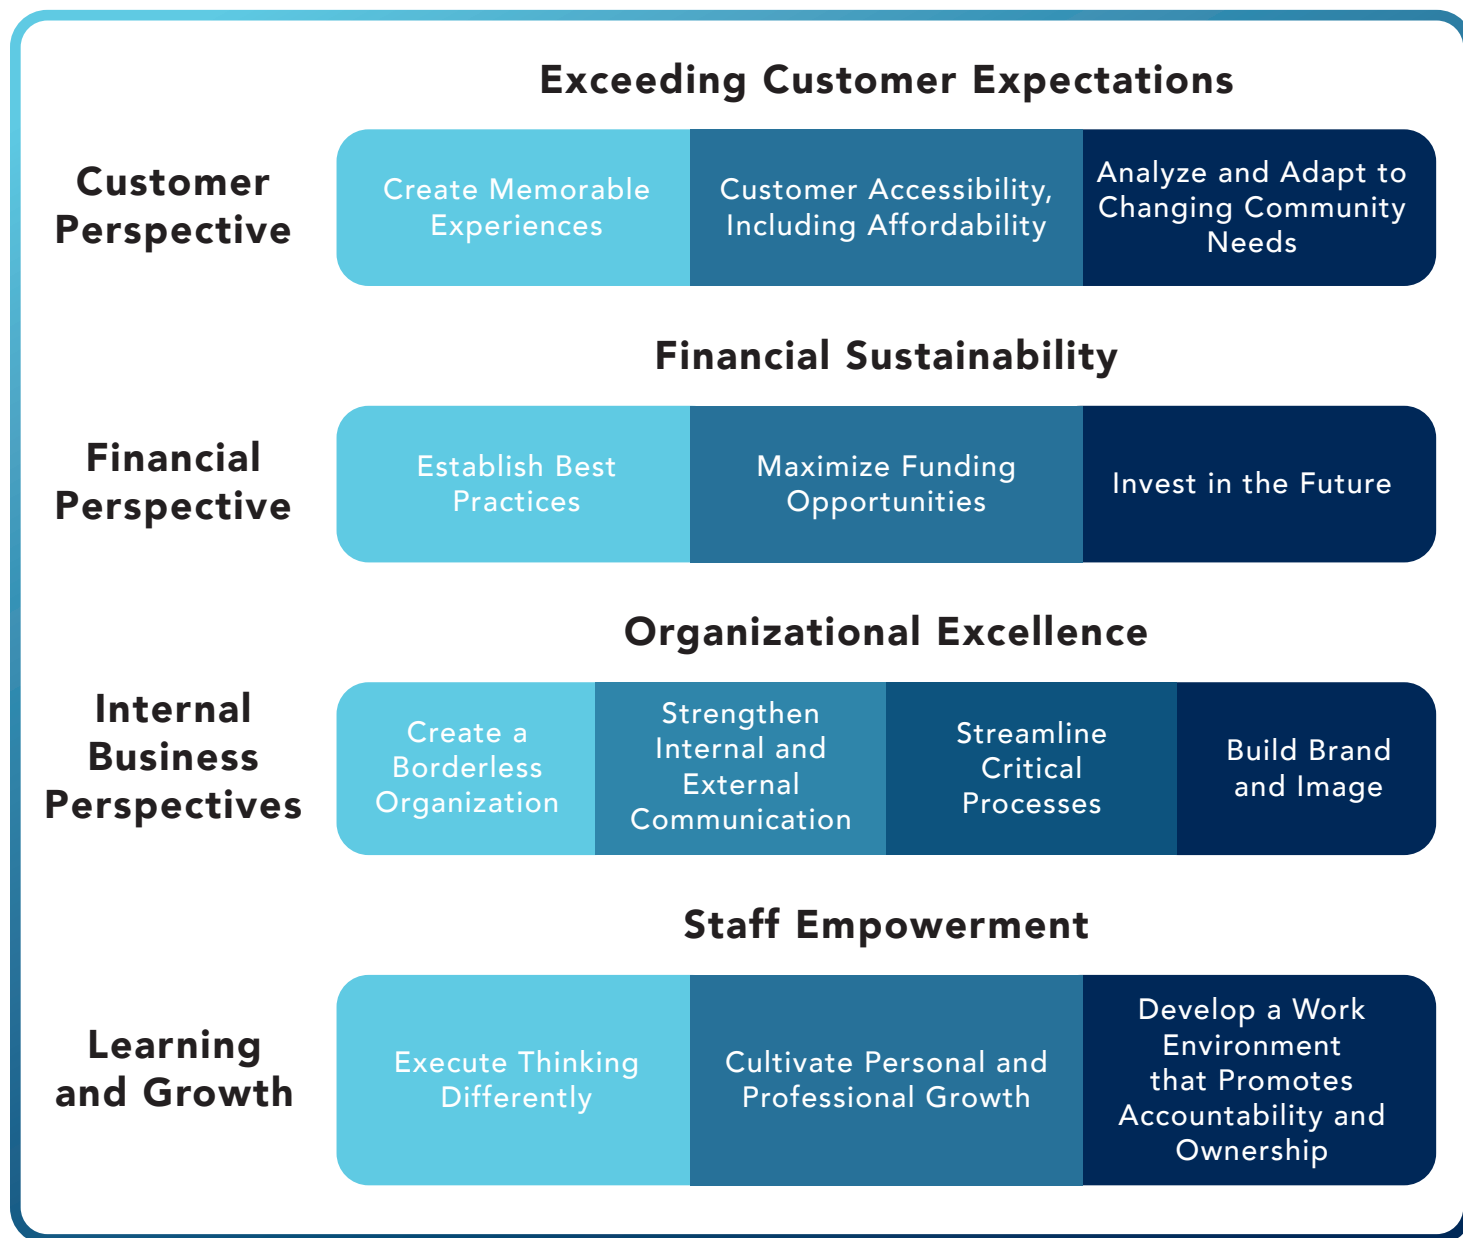 Exceeding Customer Expectations
Customer
Perspective
Create Memorable
Experiences
Customer Accessibility,
Including Affordability
Analyze and Adapt to
Changing Community
Needs
Financial Sustainability
Financial
Perspective
Establish Best
Practices
Maximize Funding
Opportunities
Invest in the Future
Organizational Excellence
Internal
Business
Perspectives
Create a
Borderless
Organization
Strengthen
Internal and
External
Communication
Streamline
Critical
Processes
Build Brand
and Image
Staff Empowerment
Learning
and Growth
Execute Thinking
Differently
Cultivate Personal and
Professional Growth
Develop a Work
Environment
that Promotes
Accountability and
Ownership